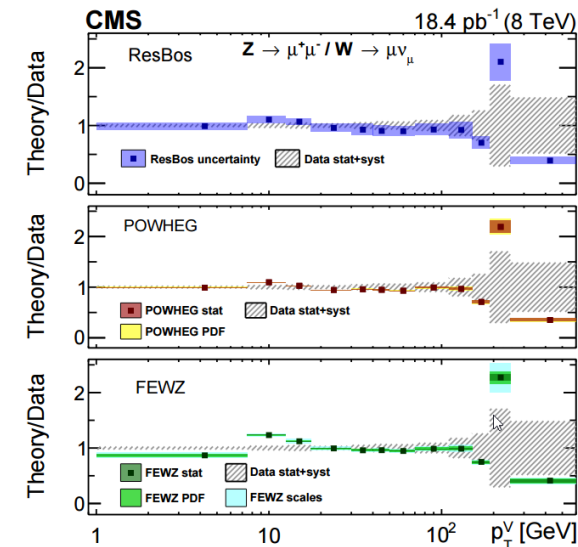 CMS 18.4 pb⁻¹ (8 TeV)
ResBos Z → μ⁺μ⁻ / W → μν_μ
Theory/Data
2
1
0
ResBos uncertainty Data stat+syst
POWHEG
Theory/Data
2
1
0
POWHEG stat Data stat+syst
POWHEG PDF
FEWZ
Theory/Data
2
1
0
FEWZ stat Data stat+syst
FEWZ PDF FEWZ scales
1 10 10² p_T^V [GeV]